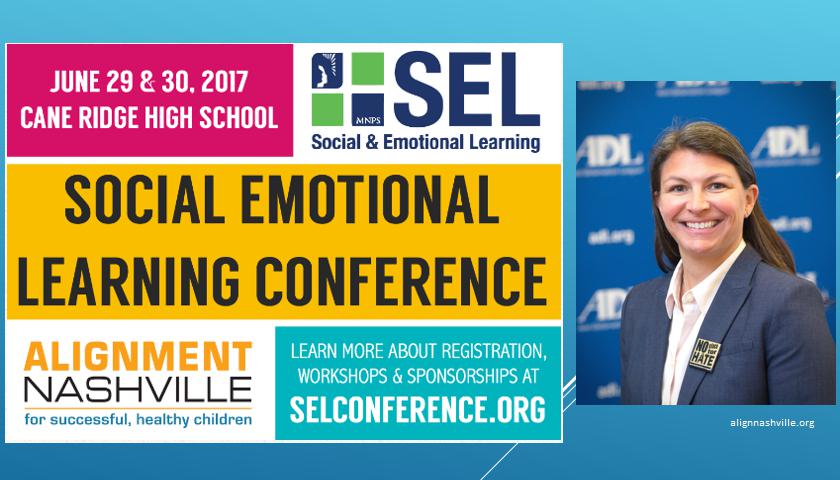 JUNE 29 & 30, 2017
CANE RIDGE HIGH SCHOOL
MNPS
SEL
Social & Emotional Learning
SOCIAL EMOTIONAL
LEARNING CONFERENCE
ALIGNMENT
NASHVILLE
for successful, healthy children
LEARN MORE ABOUT REGISTRATION,
WORKSHOPS & SPONSORSHIPS AT
SELCONFERENCE.ORG
adl.org
ADL
ADL
adl.org
ADL
NO
HATE
alignnashville.org